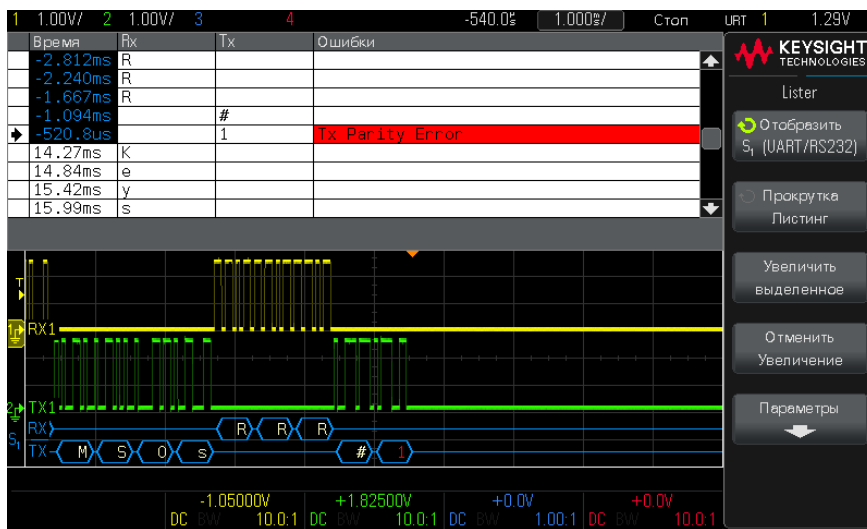 1 1.00V/ 2 1.00V/ 3 4 -540.0us 1.000ms/ Стоп URT 1 1.29V
Время Rx Tx Ошибки
-2.812ms R
-2.240ms R
-1.667ms R
-1.094ms #
-520.8us 1 Tx Parity Error
14.27ms K
14.84ms e
15.42ms y
15.99ms s
KEYSIGHT
TECHNOLOGIES
Lister
Отобразить
S1 (UART/RS232)
Прокрутка
Листинг
Увеличить
выделенное
Отменить
Увеличение
Параметры
T
1 RX1
2 TX1
S1
RX R R R
TX M S O s # 1
-1.05000V +1.82500V +0.0V +0.0V
DC BW 10.0:1 DC BW 10.0:1 DC BW 1.00:1 DC BW 10.0:1